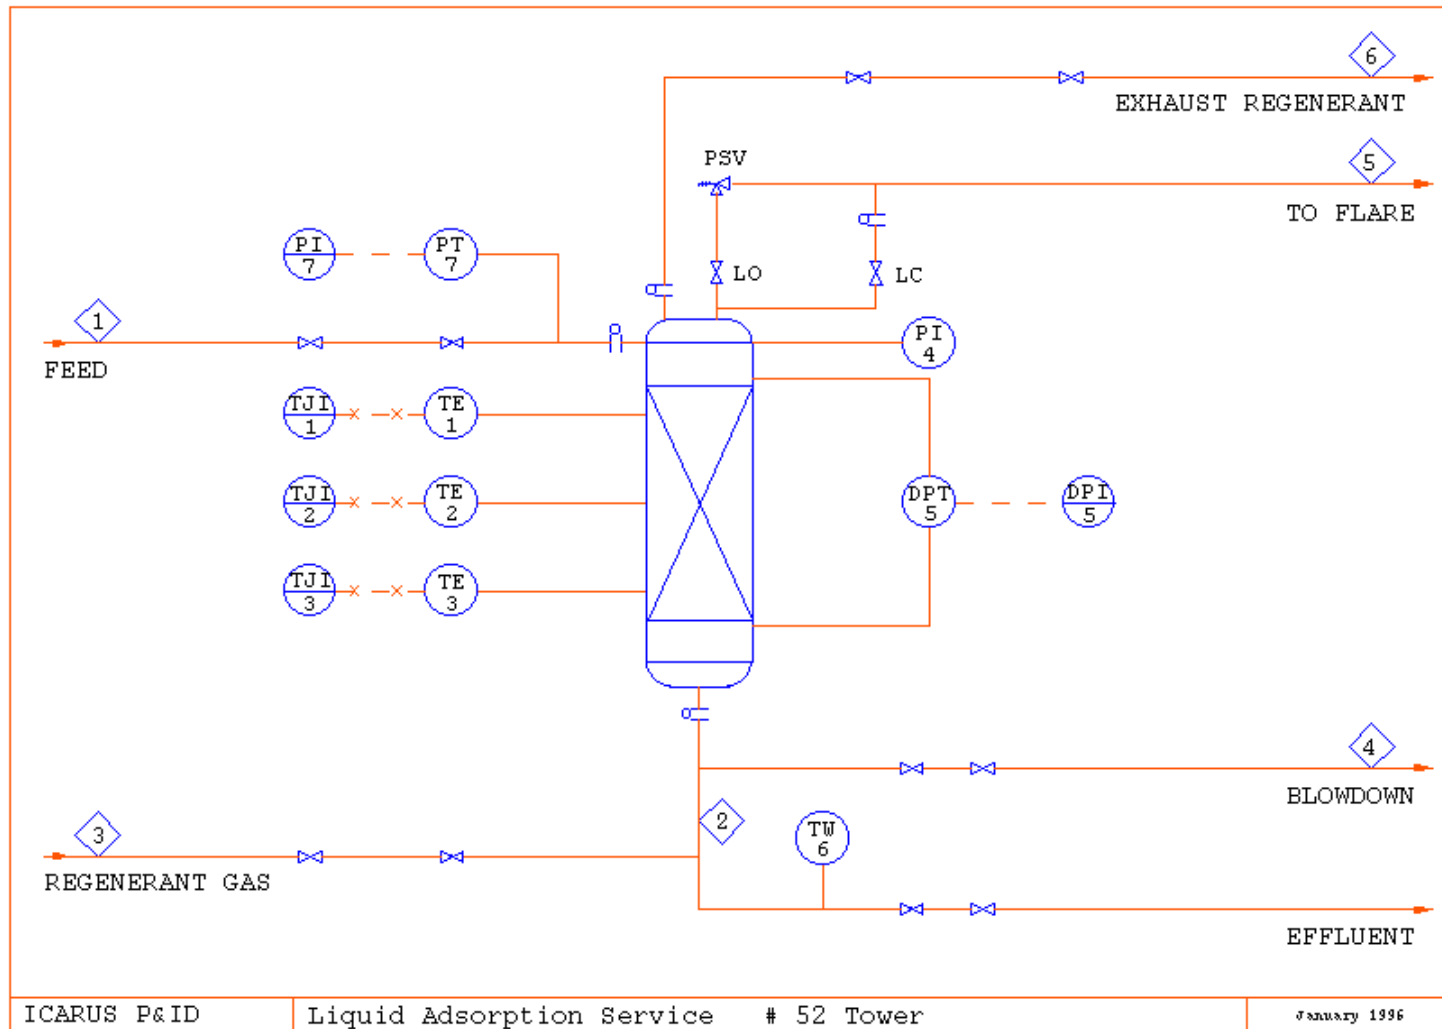 6
EXHAUST REGENERANT
PSV
5
TO FLARE
PI
7
PT
7
LO
LC
1
FEED
PI
4
TJI
1
TE
1
TJI
2
TE
2
DPT
5
DPI
5
TJI
3
TE
3
4
BLOWDOWN
2
3
REGENERANT GAS
TW
6
EFFLUENT
ICARUS P&ID
Liquid Adsorption Service # 52 Tower
January 1996